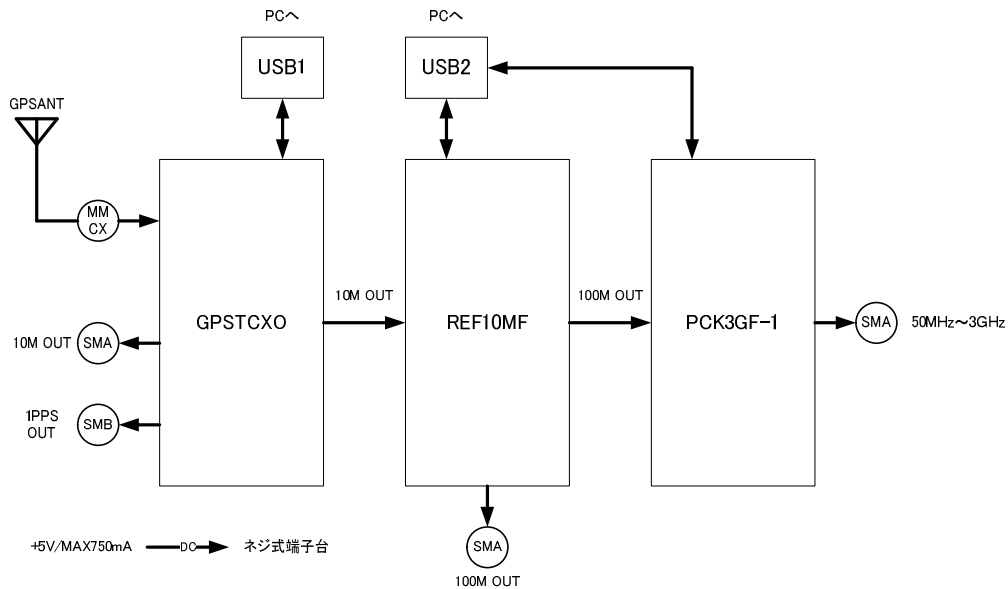 PCへ
PCへ
USB1
USB2
GPSANT
MM
CX
10M OUT
100M OUT
GPSTCXO
REF10MF
PCK3GF-1
SMA
50MHz～3GHz
10M OUT
SMA
1PPS
OUT
SMB
+5V/MAX750mA
DC
ネジ式端子台
SMA
100M OUT